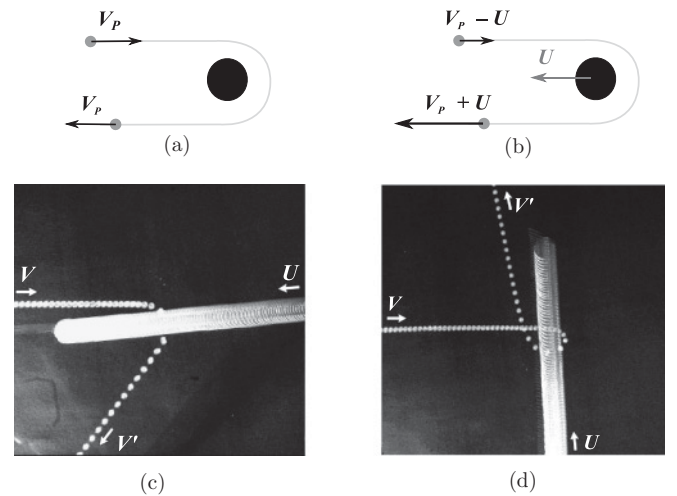 V_P
V_P
(a)
V_P − U
U
V_P + U
(b)
V
U
V'
(c)
V'
V
U
(d)